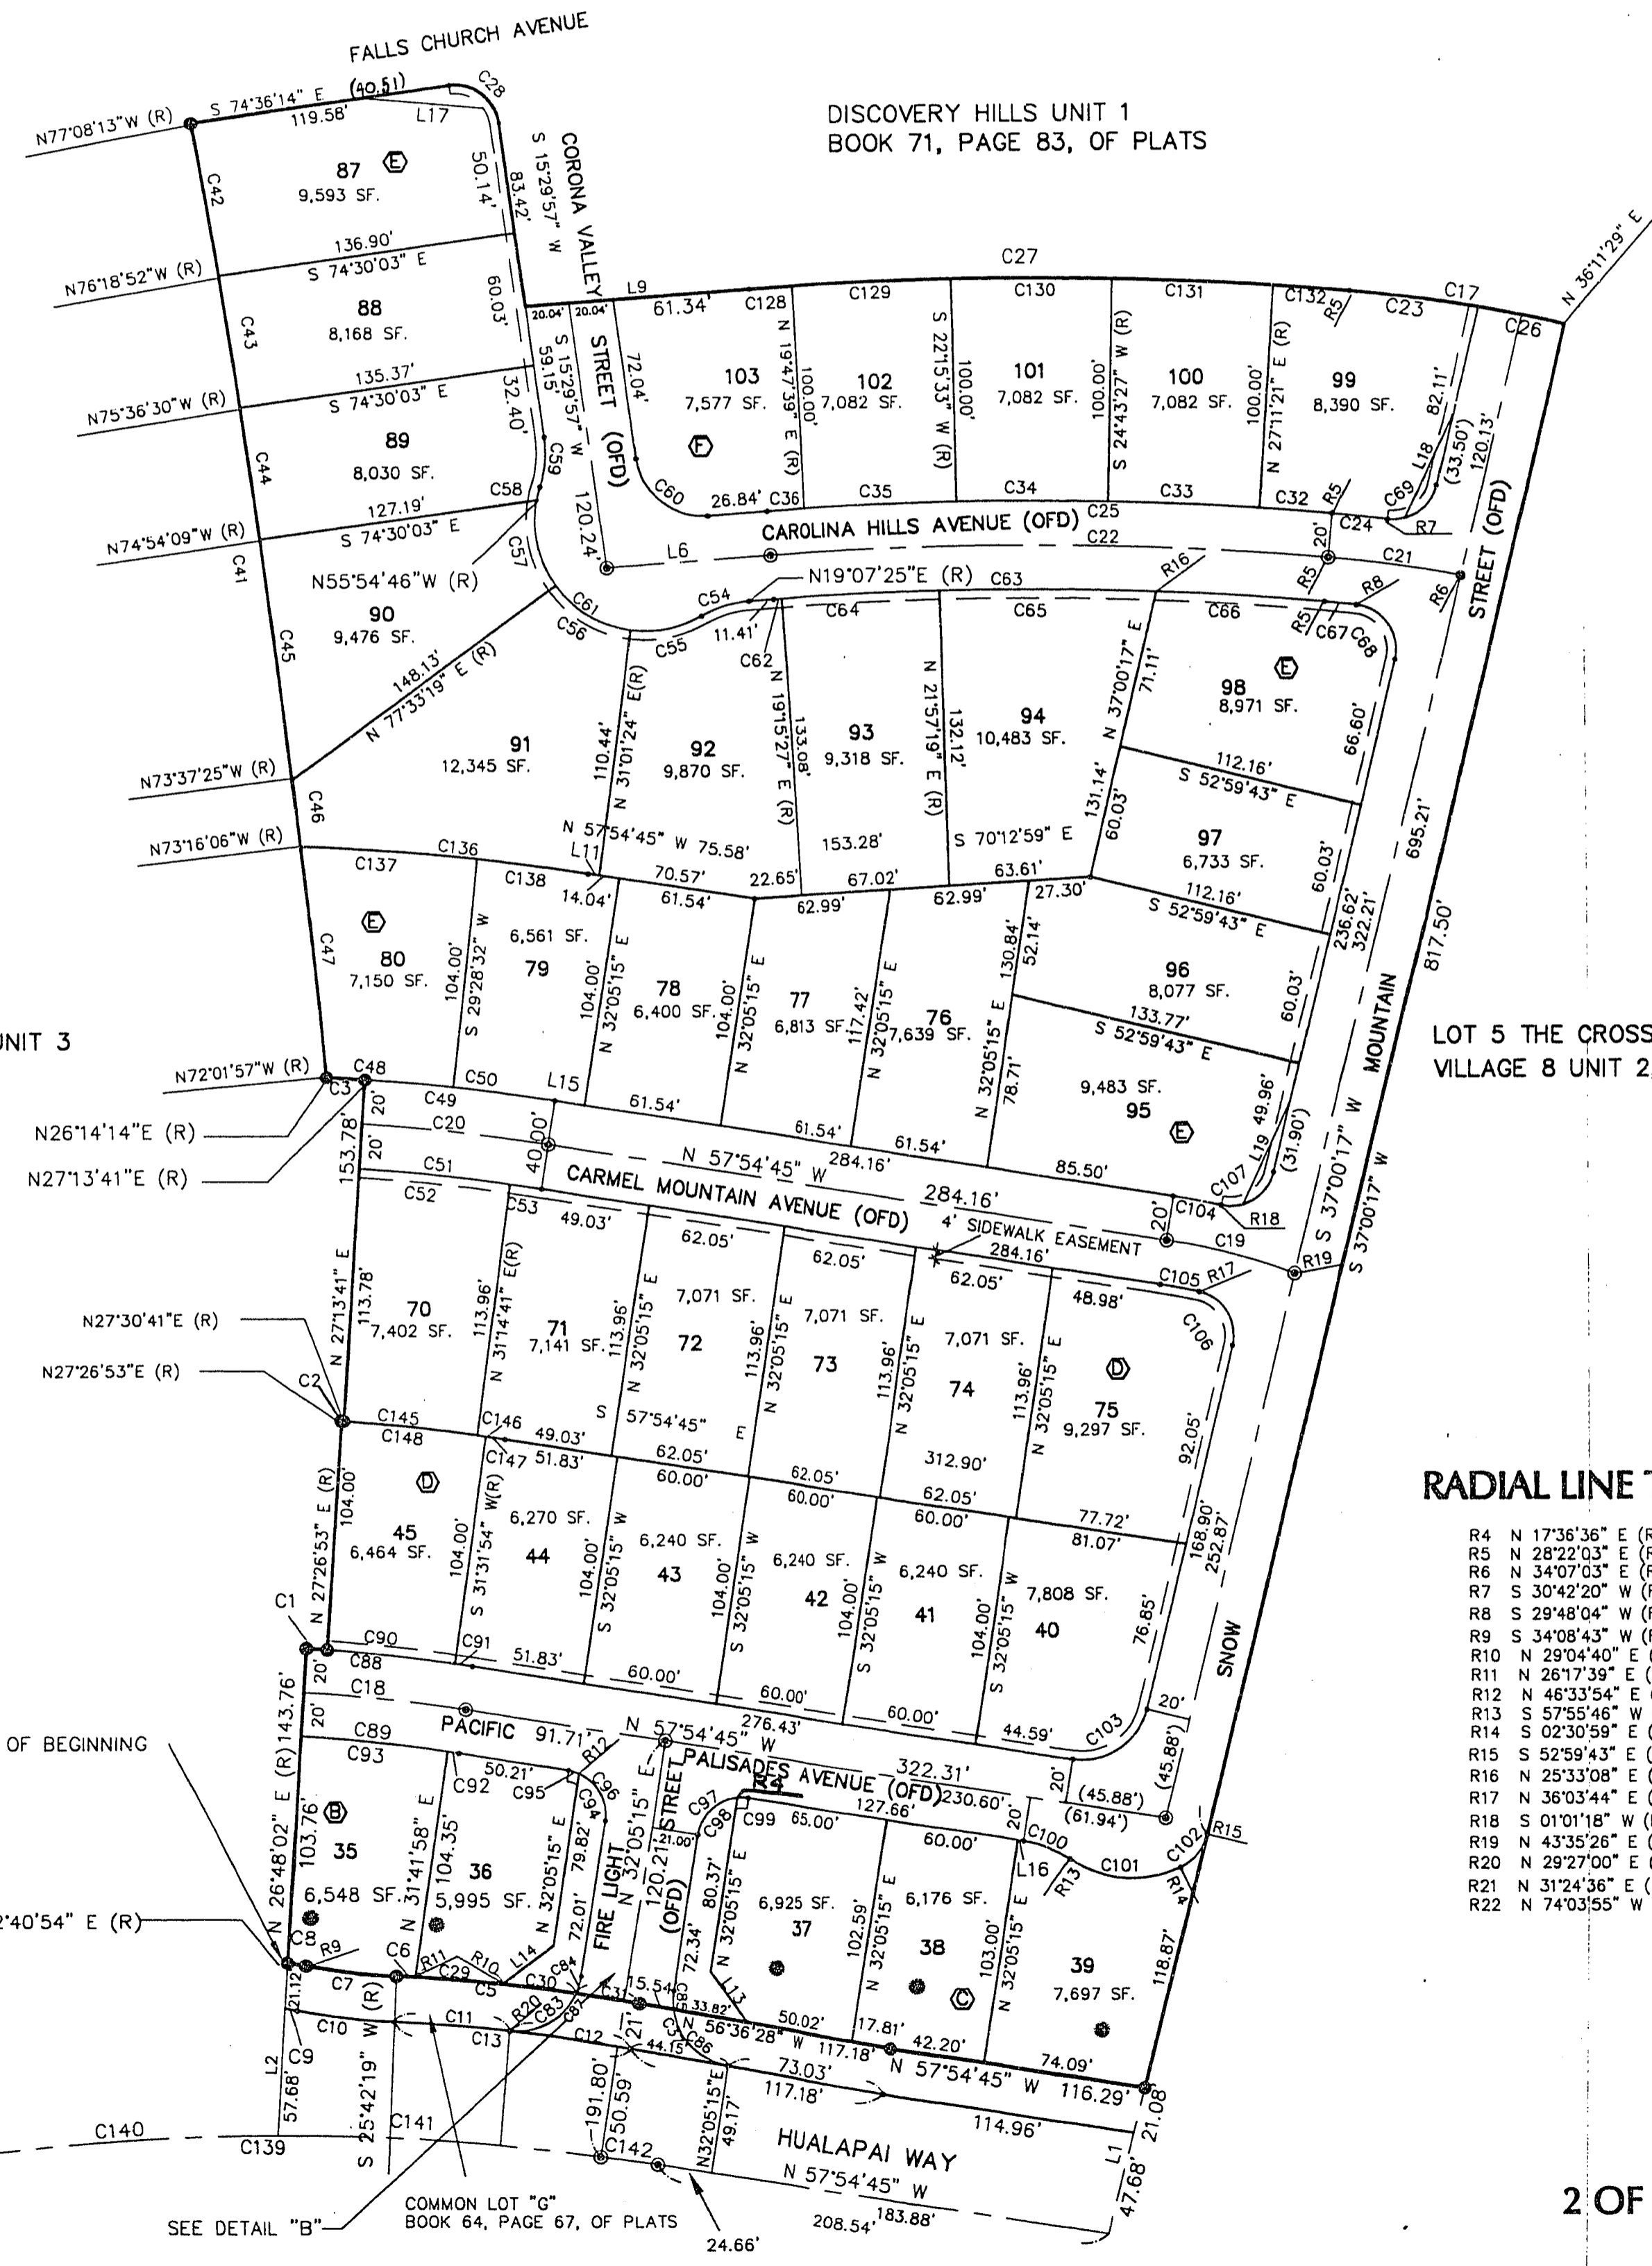 FALLS CHURCH AVENUE
S 74°36'14" E (40.51)
119.58'
L17
C28
N77°08'13"W (R)
DISCOVERY HILLS UNIT 1
BOOK 71, PAGE 83, OF PLATS
87 E
9,593 SF.
C42
50.14'
83.42'
S 15°29'57" W
CORONA VALLEY
STREET (OFD)
136.90'
S 74°30'03" E
N76°18'52"W (R)
88
8,168 SF.
C43
60.03'
135.37'
S 74°30'03" E
N75°36'30"W (R)
89
8,030 SF.
C44
32.40'
59.15'
C59
C58
127.19'
S 74°30'03" E
N74°54'09"W (R)
C41
N55°54'46"W (R)
90
9,476 SF.
C45
C57
C61
C56
148.13'
N 77°33'19" E (R)
N73°37'25"W (R)
C46
N73°16'06"W (R)
20.04' 20.04'
S 15°29'57" W
120.24'
L9
61.34'
C128
C129
C27
C130
C131
C132
R5
C23
C17
C26
N 36°11'29" E
72.04'
103
7,577 SF.
F
N 19°47'39" E (R)
100.00'
102
7,082 SF.
S 22°15'33" W (R)
100.00'
101
7,082 SF.
S 24°43'27" W (R)
100.00'
100
7,082 SF.
N 27°11'21" E (R)
100.00'
99
8,390 SF.
82.11'
L18
(33.50')
120.13'
STREET (OFD)
C60
26.84'
C36
C35
C34
C33
C32
R5
C24
C69
R7
CAROLINA HILLS AVENUE (OFD)
C25
L6
C22
20'
C21
R5
R6
N19°07'25"E (R)
C63
R16
R8
C54
11.41'
C55
C62
C64
C65
C66
R5
C67
C68
91
12,345 SF.
110.44'
N 31°01'24" E(R)
92
9,870 SF.
N 19°15'27" E (R)
133.08'
93
9,318 SF.
N 21°57'19" E (R)
132.12'
94
10,483 SF.
N 37°00'17" E
71.11'
131.14'
60.03'
98
8,971 SF.
E
66.60'
112.16'
S 52°59'43" E
97
6,733 SF.
60.03'
112.16'
S 52°59'43" E
236.62'
322.21'
695.21'
817.50'
N 57°54'45" W 75.58'
153.28'
S 70°12'59" E
C137
C136
C138
L11
14.04'
70.57'
61.54'
22.65'
67.02'
62.99'
62.99'
63.61'
27.30'
E
C47
80
7,150 SF.
104.00'
S 29°28'32" W
6,561 SF.
79
104.00'
N 32°05'15" E
78
6,400 SF.
104.00'
N 32°05'15" E
77
6,813 SF.
117.42'
N 32°05'15" E
76
7,639 SF.
130.84'
52.14'
N 32°05'15" E
78.71'
96
8,077 SF.
60.03'
133.77'
S 52°59'43" E
9,483 SF.
95
E
L19
49.96'
(31.90')
MOUNTAIN
UNIT 3
LOT 5 THE CROSS
VILLAGE 8 UNIT 2
N72°01'57"W (R)
C3
C48
C49
C50
L15
61.54'
61.54'
61.54'
85.50'
C107
R18
C104
N26°14'14"E (R)
N27°13'41"E (R)
153.78'
20'
20'
C20
40.00'
N 57°54'45" W
284.16'
CARMEL MOUNTAIN AVENUE (OFD)
284.16'
4' SIDEWALK EASEMENT
284.16'
20'
C19
R19
S 37°00'17" W
S 37°00'17" W
C51
C52
C53
49.03'
62.05'
62.05'
62.05'
48.98'
C105
R17
C106
N 27°13'41" E
113.78'
N27°30'41"E (R)
N27°26'53"E (R)
C2
70
7,402 SF.
113.96'
N 31°14'41" E(R)
71
7,141 SF.
113.96'
N 32°05'15" E
7,071 SF.
72
113.96'
N 32°05'15" E
7,071 SF.
73
113.96'
N 32°05'15" E
7,071 SF.
74
113.96'
N 32°05'15" E
D
75
9,297 SF.
92.05'
S 57°54'45" E
312.90'
C145
C148
C146
C147
49.03'
51.83'
62.05'
60.00'
62.05'
60.00'
62.05'
60.00'
77.72'
81.07'
168.90'
252.87'
D
N 27°26'53" E (R)
104.00'
45
6,464 SF.
104.00'
S 31°31'54" W(R)
6,270 SF.
44
104.00'
S 32°05'15" W
6,240 SF.
43
104.00'
S 32°05'15" W
6,240 SF.
42
104.00'
S 32°05'15" W
6,240 SF.
41
104.00'
S 32°05'15" W
7,808 SF.
40
76.85'
SNOW
RADIAL LINE
R4 N 17°36'36" E
R5 N 28°22'03" E
R6 N 34°07'03" E
R7 S 30°42'20" W
R8 S 29°48'04" W
R9 S 34°08'43" W
R10 N 29°04'40" E
R11 N 26°17'39" E
R12 N 46°33'54" E
R13 S 57°55'46" W
R14 S 02°30'59" E
R15 S 52°59'43" E
R16 N 25°33'08" E
R17 N 36°03'44" E
R18 S 01°01'18" W
R19 N 43°35'26" E
R20 N 29°27'00" E
R21 N 31°24'36" E
R22 N 74°03'55" W
C1
C90
C88
C91
51.83'
60.00'
60.00'
60.00'
44.59'
C103
20'
143.76'
20'
20'
C18
PACIFIC 91.71'
N 57°54'45" W
276.43'
PALISADES AVENUE (OFD)
322.31'
230.60'
20'
(45.88')
(61.94')
(45.88')
OF BEGINNING
C89
C93
C92
50.21'
C95
R12
C96
C94
C97
C98
R4
C99
65.00'
127.66'
60.00'
20'
C100
L16
R13
C101
C102
R14
R15
N 26°48'02" E (R)
103.76'
B
35
6,548 SF.
N 31°41'58" E
104.35'
36
5,995 SF.
N 32°05'15" E
79.82'
72.01'
FIRE LIGHT
STREET
(OFD)
N 32°05'15" E
120.21'
21.00'
72.34'
80.37'
N 32°05'15" E
L13
6,925 SF.
37
102.59'
N 32°05'15" E
6,176 SF.
38
C
103.00'
N 32°05'15" E
39
7,697 SF.
118.87'
2°40'54" E (R)
C8
R9
C7
C6
R11
C29
R10
C5
L14
C30
C84
C31
15.54'
C85
33.82'
N 56°36'28" W
50.02'
117.18'
17.81'
42.20'
N 57°54'45" W
74.09'
116.29'
21.12'
C10
C9
C11
C13
R20
C83
C87
C12
21'
44.15'
C37
C86
73.03'
117.18'
114.96'
21.08'
L1
47.68'
L2
57.68'
S 25°42'19" W (R)
C140
C139
C141
191.80'
50.59'
C142
N32°05'15"E
49.17'
HUALAPAI WAY
N 57°54'45" W
183.88'
208.54'
24.66'
COMMON LOT "G"
BOOK 64, PAGE 67, OF PLATS
SEE DETAIL "B"
2 OF